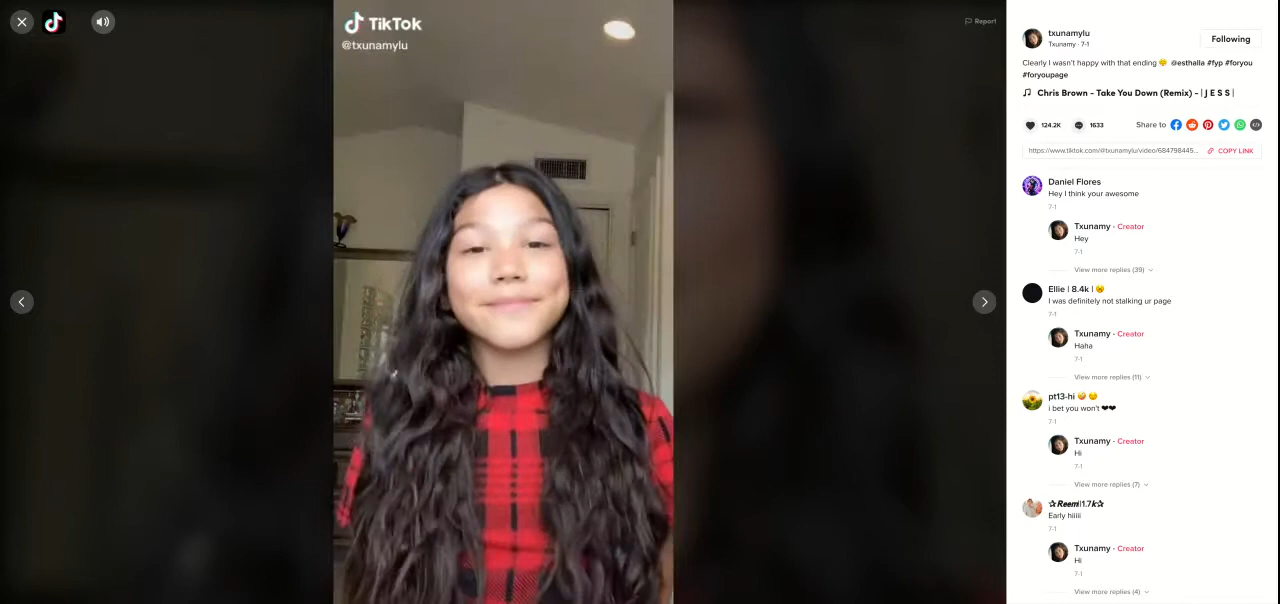 TikTok
@txunamylu
Report
txunamylu
Txunamy · 7-1
Following
Clearly I wasn't happy with that ending 😕 @esthalla #fyp #foryou
#foryoupage
Chris Brown - Take You Down (Remix) - | J E S S |
124.2K
1633
Share to
https://www.tiktok.com/@txunamylu/video/684798445...
COPY LINK
Daniel Flores
Hey I think your awesome
7-1
Txunamy · Creator
Hey
7-1
View more replies (39)
Ellie | 8.4k |
I was definitely not stalking ur page
7-1
Txunamy · Creator
Haha
7-1
View more replies (11)
pt13-hi
i bet you won't ❤❤
7-1
Txunamy · Creator
Hi
7-1
View more replies (7)
✰Reem||1.7k✰
Early hiiiii
7-1
Txunamy · Creator
Hi
7-1
View more replies (4)